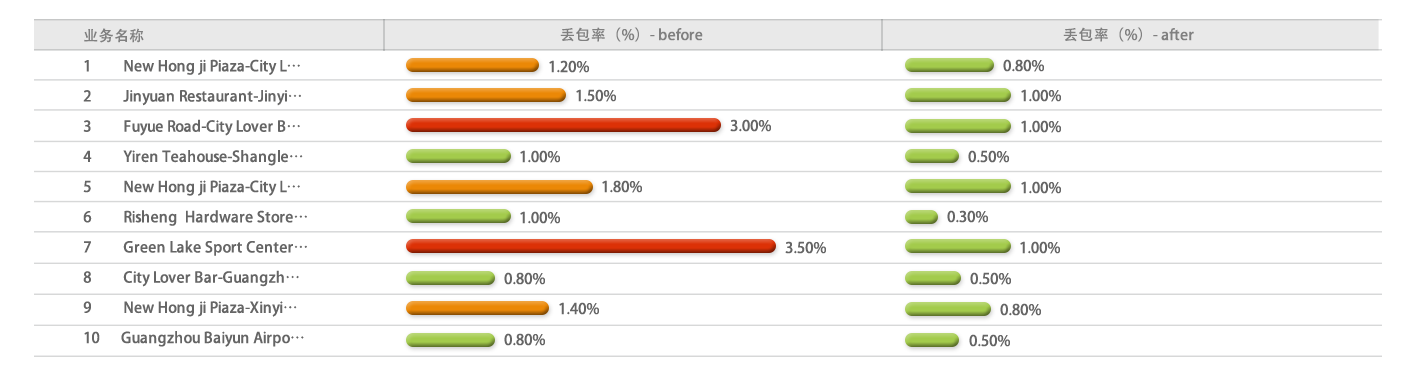 业务名称 丢包率（%）- before 丢包率（%）- after
1 New Hong ji Piaza-City L··· 1.20% 0.80%
2 Jinyuan Restaurant-Jinyi··· 1.50% 1.00%
3 Fuyue Road-City Lover B··· 3.00% 1.00%
4 Yiren Teahouse-Shangle··· 1.00% 0.50%
5 New Hong ji Piaza-City L··· 1.80% 1.00%
6 Risheng  Hardware Store··· 1.00% 0.30%
7 Green Lake Sport Center··· 3.50% 1.00%
8 City Lover Bar-Guangzh··· 0.80% 0.50%
9 New Hong ji Piaza-Xinyi··· 1.40% 0.80%
10 Guangzhou Baiyun Airpo··· 0.80% 0.50%